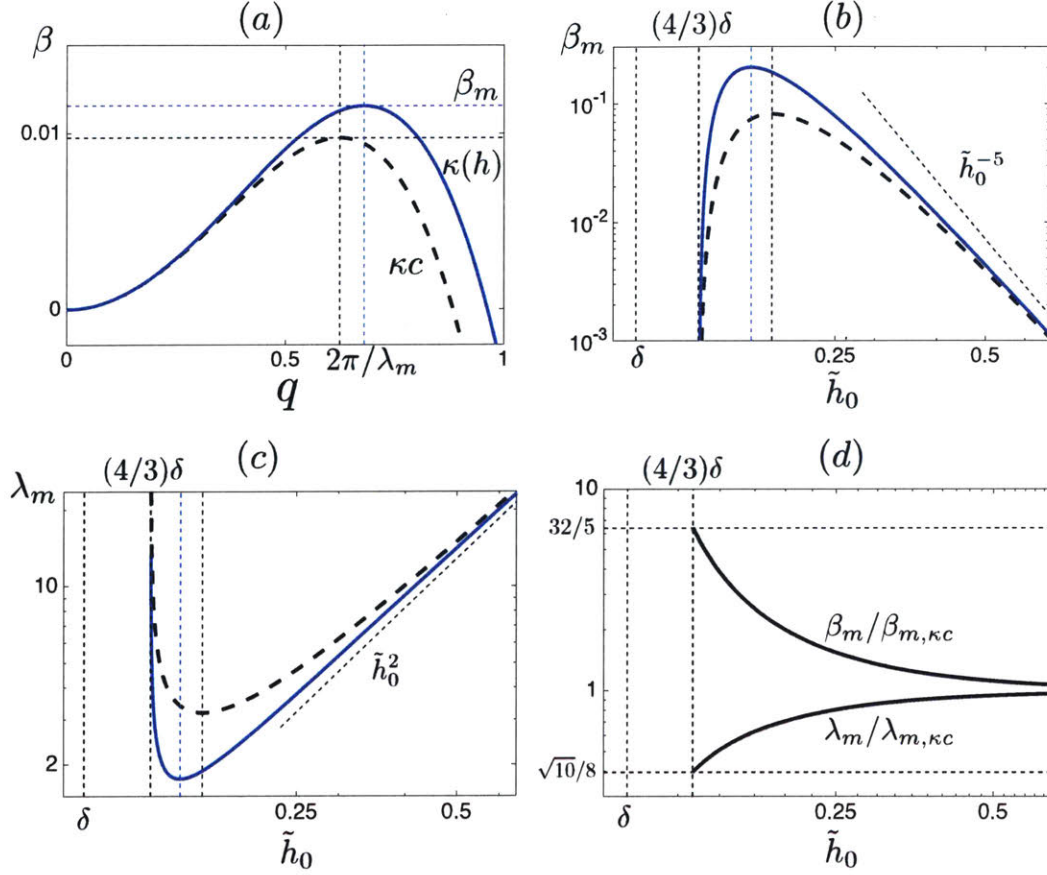 (a)
β
β_m
0.01
κ(h)
κc
0
0
0.5
2π/λ_m
1
q
(b)
(4/3)δ
β_m
10^{-1}
10^{-2}
10^{-3}
h̃_0^{-5}
δ
0.25
0.5
h̃_0
(c)
(4/3)δ
λ_m
10
2
h̃_0^2
δ
0.25
0.5
h̃_0
(d)
(4/3)δ
10
32/5
β_m/β_{m,κc}
1
λ_m/λ_{m,κc}
√10/8
δ
0.25
0.5
h̃_0